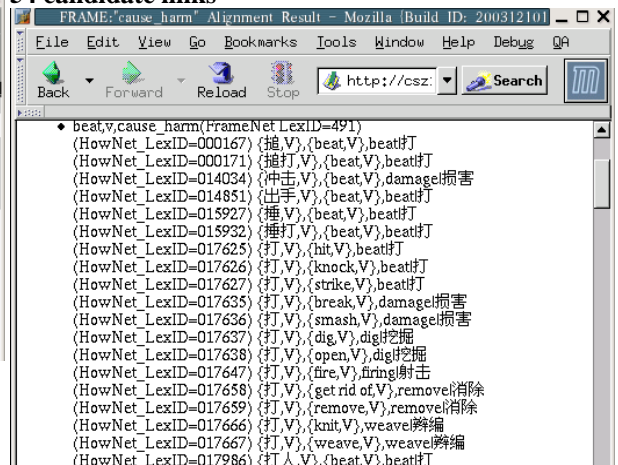 54 candidate links
FRAME:"cause_harm" Alignment Result - Mozilla {Build ID: 200312101
File Edit View Go Bookmarks Tools Window Help Debug QA
Back Forward Reload Stop http://csz: Search
beat,v,cause_harm(FrameNet LexID=491)
(HowNet_LexID=000167) {搥,V},{beat,V},beat|打
(HowNet_LexID=000171) {搥打,V},{beat,V},beat|打
(HowNet_LexID=014034) {冲击,V},{beat,V},damage|损害
(HowNet_LexID=014851) {出手,V},{beat,V},beat|打
(HowNet_LexID=015927) {捶,V},{beat,V},beat|打
(HowNet_LexID=015932) {捶打,V},{beat,V},beat|打
(HowNet_LexID=017625) {打,V},{hit,V},beat|打
(HowNet_LexID=017626) {打,V},{knock,V},beat|打
(HowNet_LexID=017627) {打,V},{strike,V},beat|打
(HowNet_LexID=017635) {打,V},{break,V},damage|损害
(HowNet_LexID=017636) {打,V},{smash,V},damage|损害
(HowNet_LexID=017637) {打,V},{dig,V},dig|挖掘
(HowNet_LexID=017638) {打,V},{open,V},dig|挖掘
(HowNet_LexID=017647) {打,V},{fire,V},firing|射击
(HowNet_LexID=017658) {打,V},{get rid of,V},remove|消除
(HowNet_LexID=017659) {打,V},{remove,V},remove|消除
(HowNet_LexID=017666) {打,V},{knit,V},weave|辫编
(HowNet_LexID=017667) {打,V},{weave,V},weave|辫编
(HowNet_LexID=017986) {打人,V},{beat,V},beat|打